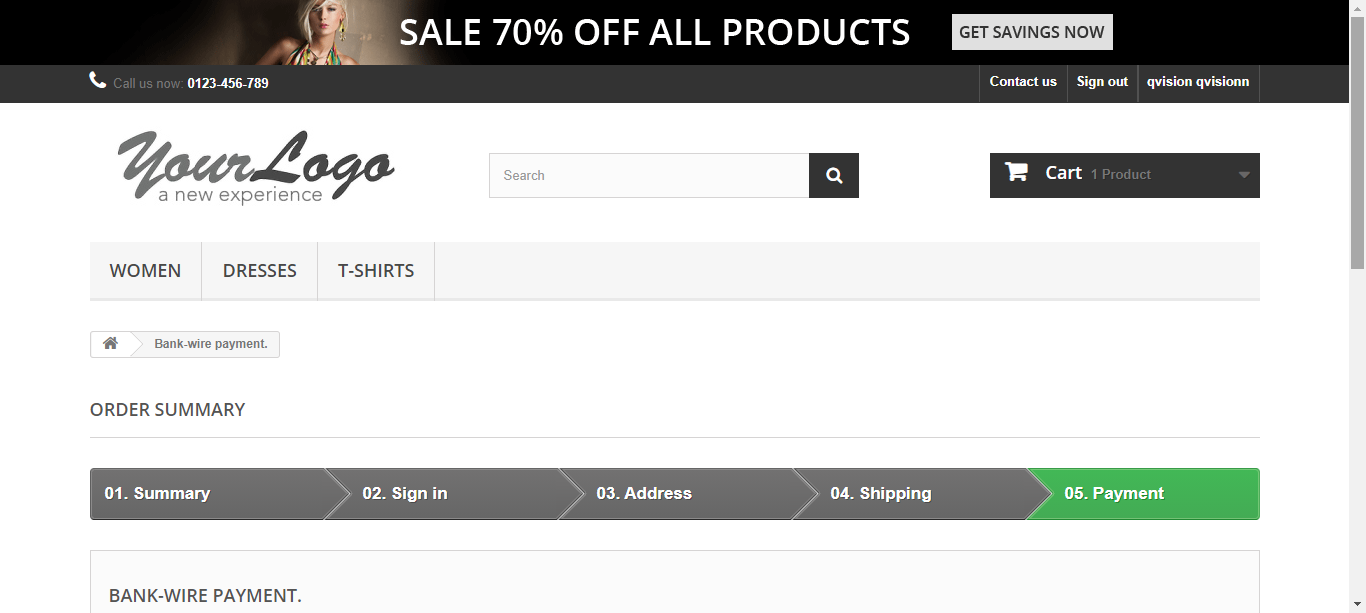 SALE 70% OFF ALL PRODUCTS GET SAVINGS NOW
Call us now: 0123-456-789 Contact us Sign out qvision qvisionn
Your Logo
a new experience
Search
Cart 1 Product
WOMEN DRESSES T-SHIRTS
Bank-wire payment.
ORDER SUMMARY
01. Summary 02. Sign in 03. Address 04. Shipping 05. Payment
BANK-WIRE PAYMENT.